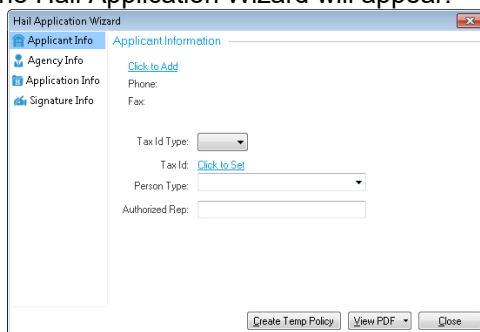 he Hail Application Wizard will appear.
Hail Application Wizard
Applicant Info
Applicant Information
Agency Info
Click to Add
Application Info
Phone:
Signature Info
Fax:
Tax Id Type:
Tax Id: Click to Set
Person Type:
Authorized Rep:
Create Temp Policy View PDF Close